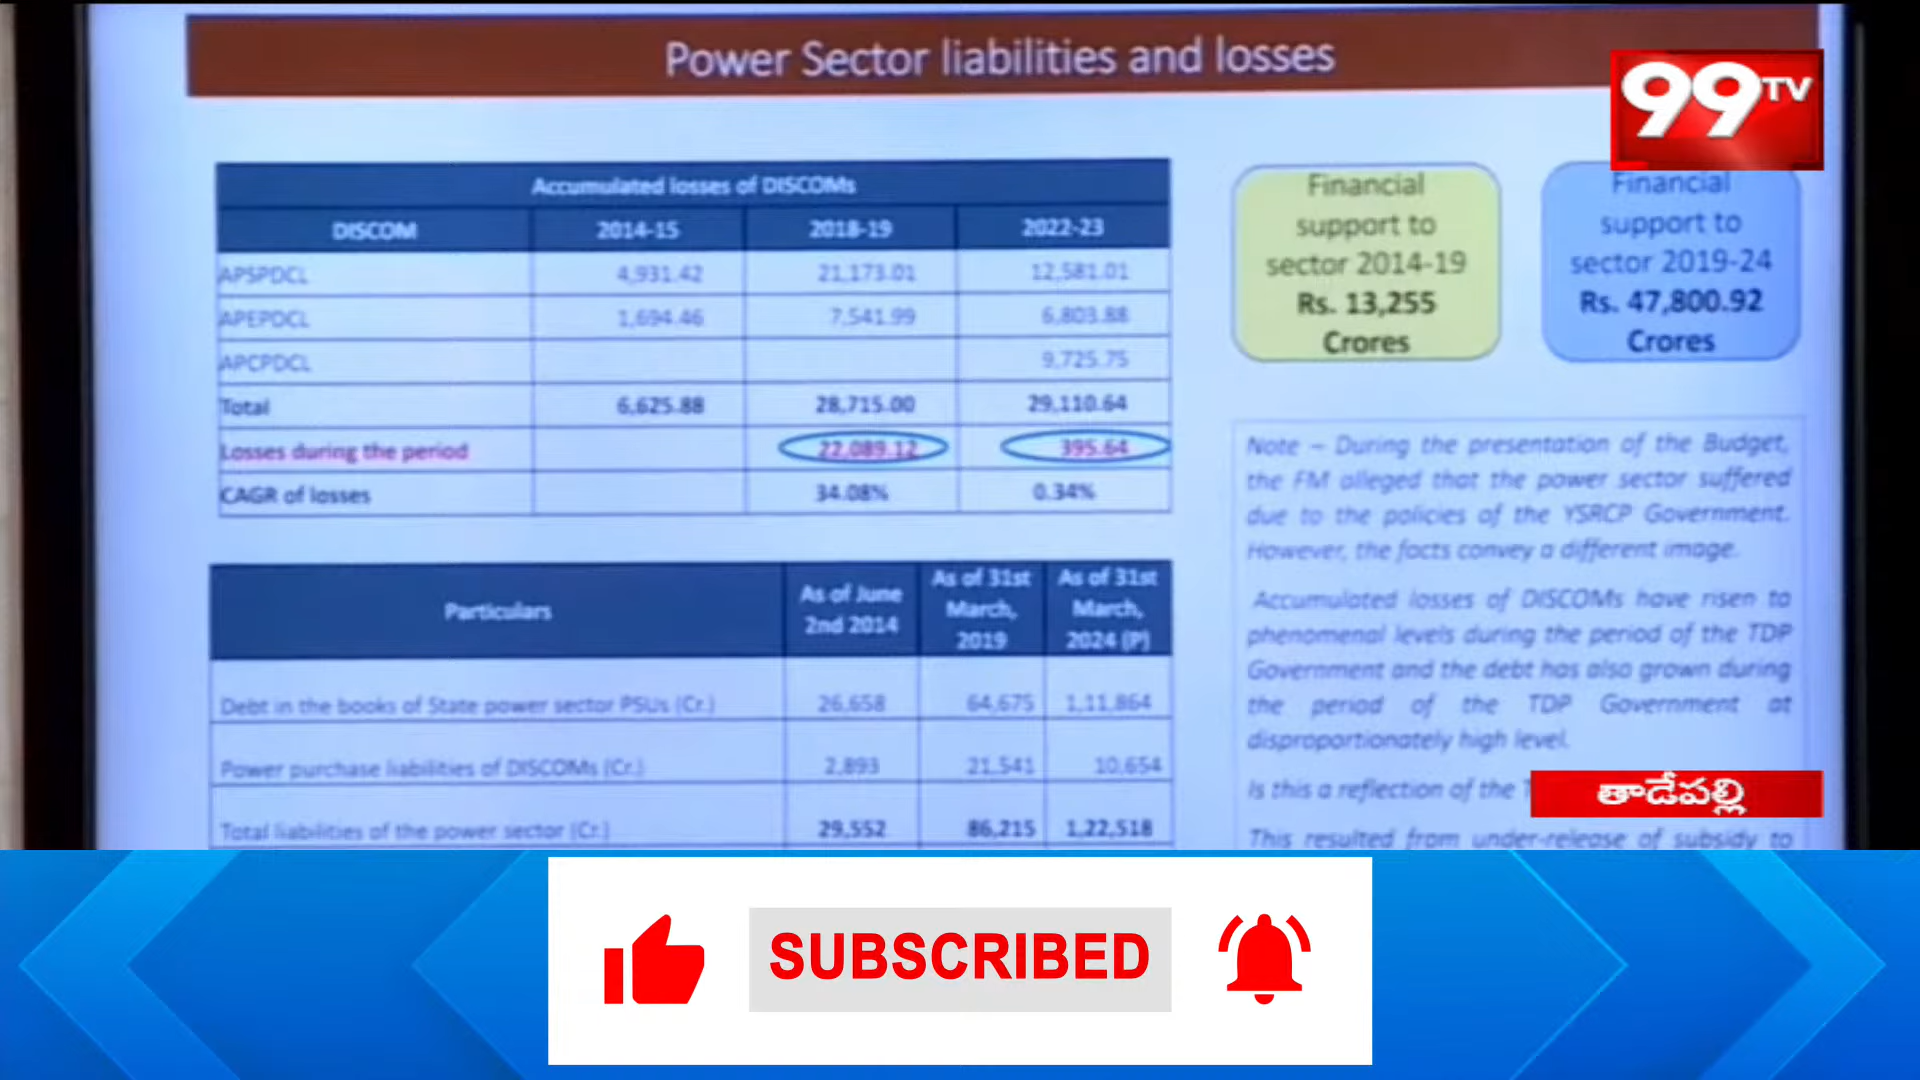 Power Sector liabilities and losses
99TV
Accumulated losses of DISCOMs
DISCOM 2014-15 2018-19 2022-23
APSPDCL 4,931.42 21,173.01 12,581.01
APEPDCL 1,694.46 7,541.99 6,803.88
APCPDCL 9,725.75
Total 6,625.88 28,715.00 29,110.64
Losses during the period 22,089.12 395.64
CAGR of losses 34.08% 0.34%
Financial
support to
sector 2014-19
Rs. 13,255
Crores
Financial
support to
sector 2019-24
Rs. 47,800.92
Crores
Particulars
As of June
2nd 2014
As of 31st
March,
2019
As of 31st
March,
2024 (P)
Debt in the books of State power sector PSUs (Cr.) 26,658 64,675 1,11,864
Power purchase liabilities of DISCOMs (Cr.) 2,893 21,541 10,654
Total liabilities of the power sector (Cr.) 29,552 86,215 1,22,518
Note – During the presentation of the Budget,
the FM alleged that the power sector suffered
due to the policies of the YSRCP Government.
However, the facts convey a different image.
Accumulated losses of DISCOMs have risen to
phenomenal levels during the period of the TDP
Government and the debt has also grown during
the period of the TDP Government at
disproportionately high level.
Is this a reflection of the
తాడేపల్లి
This resulted from under-release of subsidy to
SUBSCRIBED